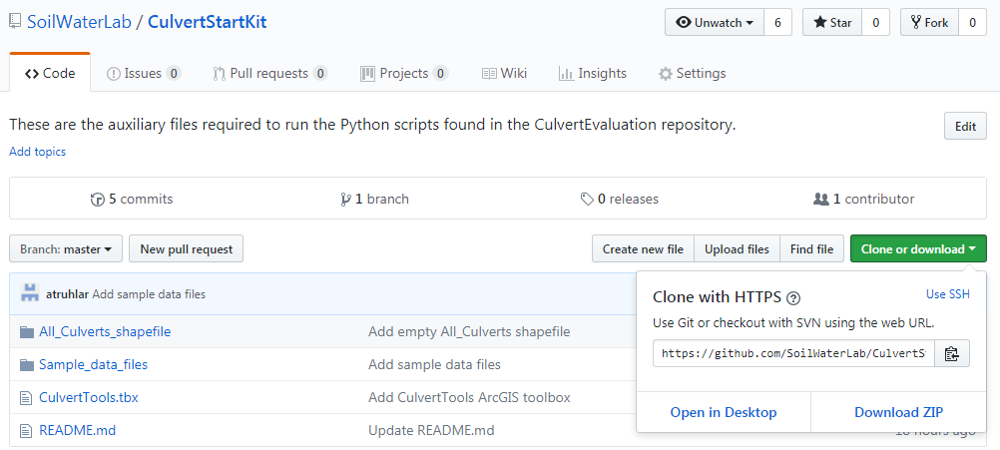 SoilWaterLab / CulvertStartKit
Unwatch 6 Star 0 Fork 0
Code Issues 0 Pull requests 0 Projects 0 Wiki Insights Settings
These are the auxiliary files required to run the Python scripts found in the CulvertEvaluation repository. Edit
Add topics
5 commits 1 branch 0 releases 1 contributor
Branch: master New pull request Create new file Upload files Find file Clone or download
atruhlar Add sample data files
All_Culverts_shapefile Add empty All_Culverts shapefile
Sample_data_files Add sample data files
CulvertTools.tbx Add CulvertTools ArcGIS toolbox
README.md Update README.md
Clone with HTTPS ? Use SSH
Use Git or checkout with SVN using the web URL.
https://github.com/SoilWaterLab/CulvertS
Open in Desktop Download ZIP
hours ago